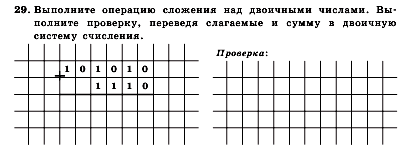 29. Выполните операцию сложения над двоичными числами. Вы-
полните проверку, переведя слагаемые и сумму в двоичную
систему счисления.
Проверка:
+ 1 0 1 0 1 0
1 1 1 0